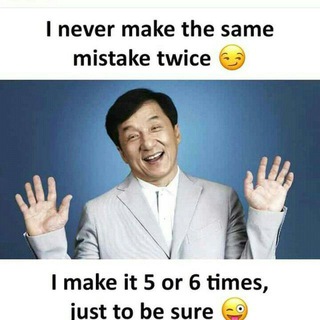 I never make the same
mistake twice 😏
I make it 5 or 6 times,
just to be sure 😜